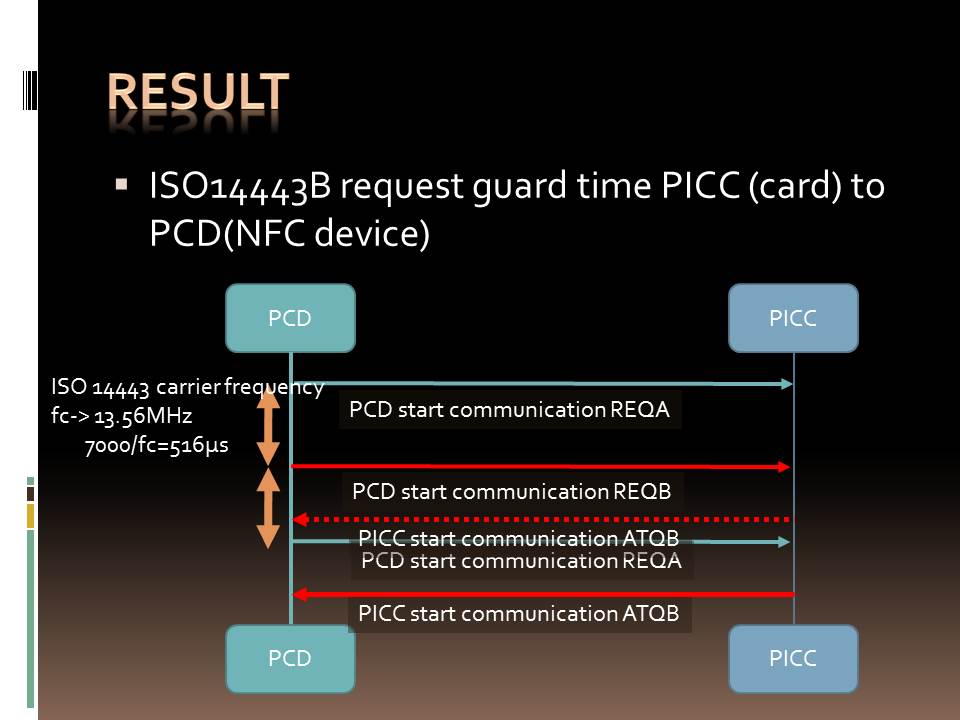 RESULT
ISO14443B request guard time PICC (card) to
PCD(NFC device)
PCD
PICC
ISO 14443 carrier frequency
fc-> 13.56MHz
7000/fc=516µs
PCD start communication REQA
PCD start communication REQB
PICC start communication ATQB
PCD start communication REQA
PICC start communication ATQB
PCD
PICC